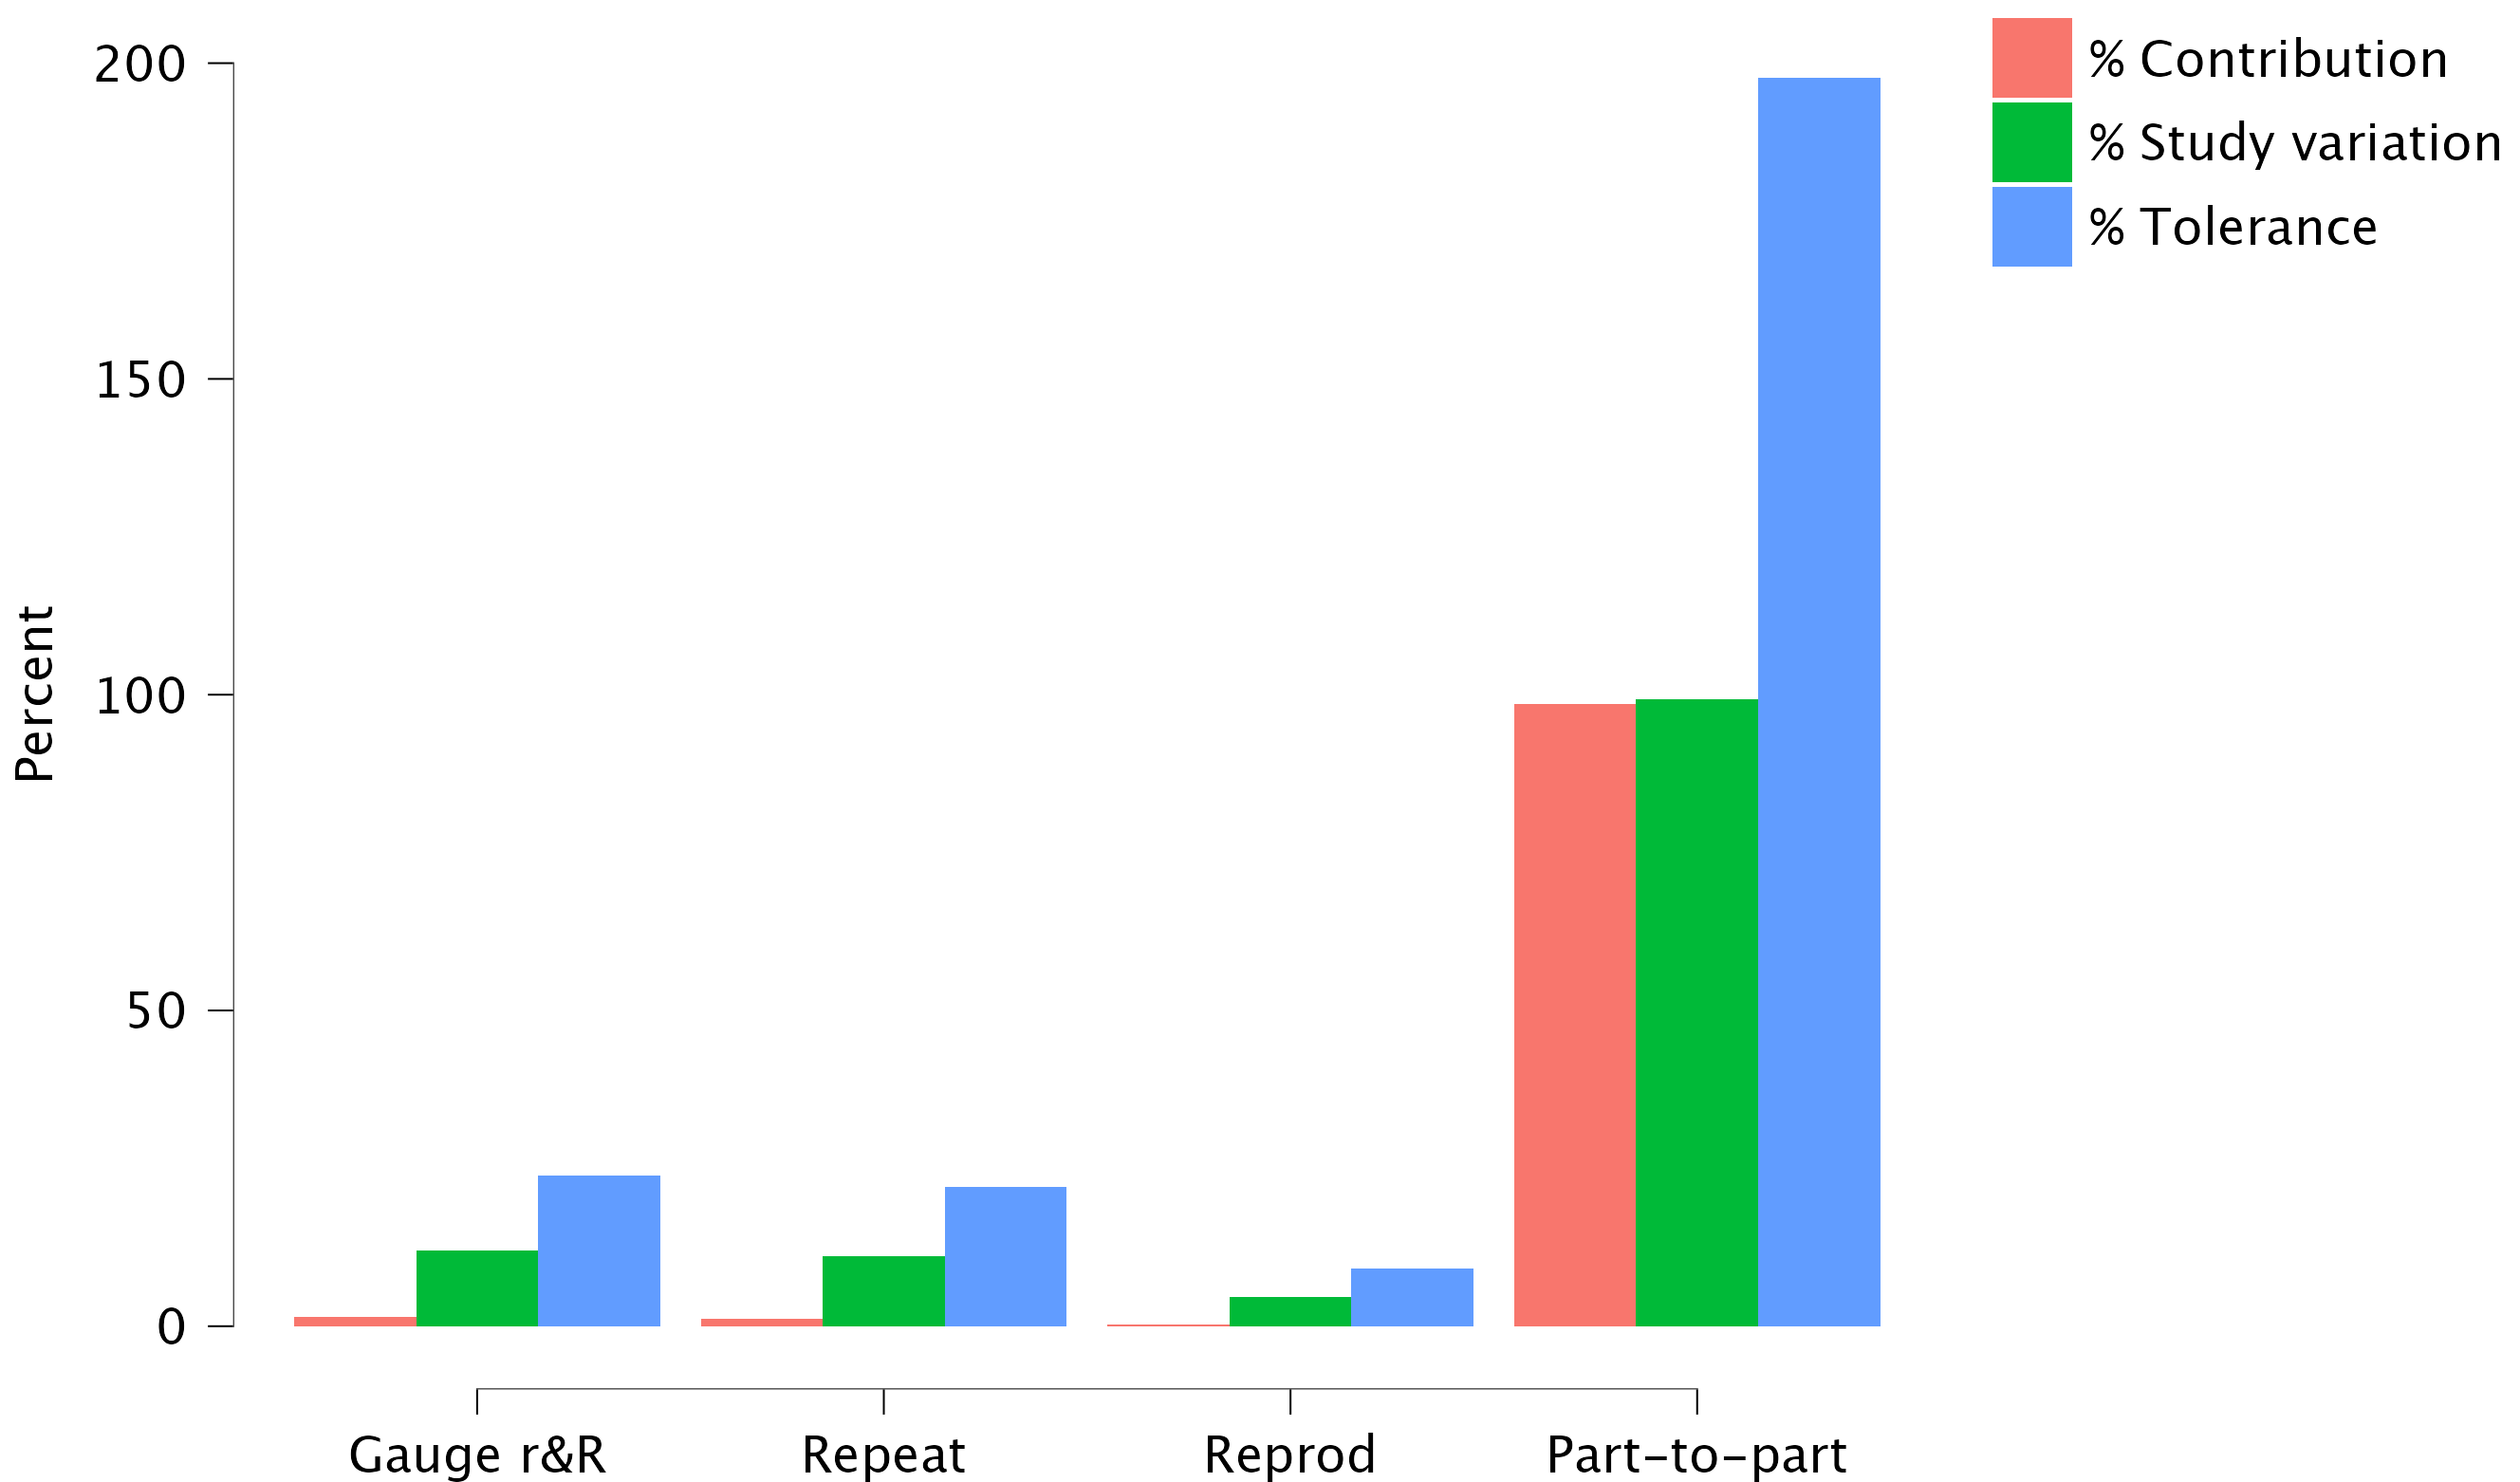 200
150
100
50
0
Percent
Gauge r&R
Repeat
Reprod
Part-to-part
% Contribution
% Study variation
% Tolerance